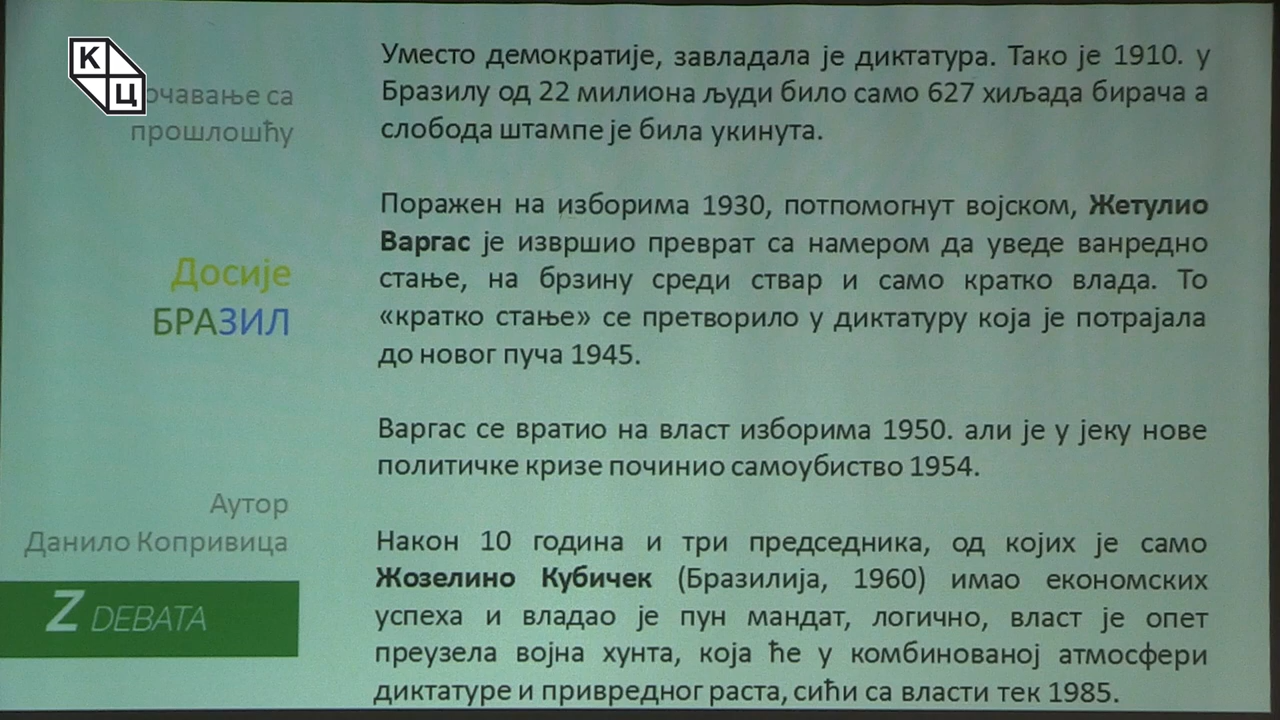 К
Ц
очавање са
прошлошћу
Досије
БРАЗИЛ
Аутор
Данило Копривица
Z DEBATA
Уместо демократије, завладала је диктатура. Тако је 1910. у
Бразилу од 22 милиона људи било само 627 хиљада бирача а
слобода штампе је била укинута.
Поражен на изборима 1930, потпомогнут војском, Жетулио
Варгас је извршио преврат са намером да уведе ванредно
стање, на брзину среди ствар и само кратко влада. То
«кратко стање» се претворило у диктатуру која је потрајала
до новог пуча 1945.
Варгас се вратио на власт изборима 1950. али је у јеку нове
политичке кризе починио самоубиство 1954.
Након 10 година и три председника, од којих је само
Жозелино Кубичек (Бразилија, 1960) имао економских
успеха и владао је пун мандат, логично, власт је опет
преузела војна хунта, која ће у комбинованој атмосфери
диктатуре и привредног раста, сићи са власти тек 1985.